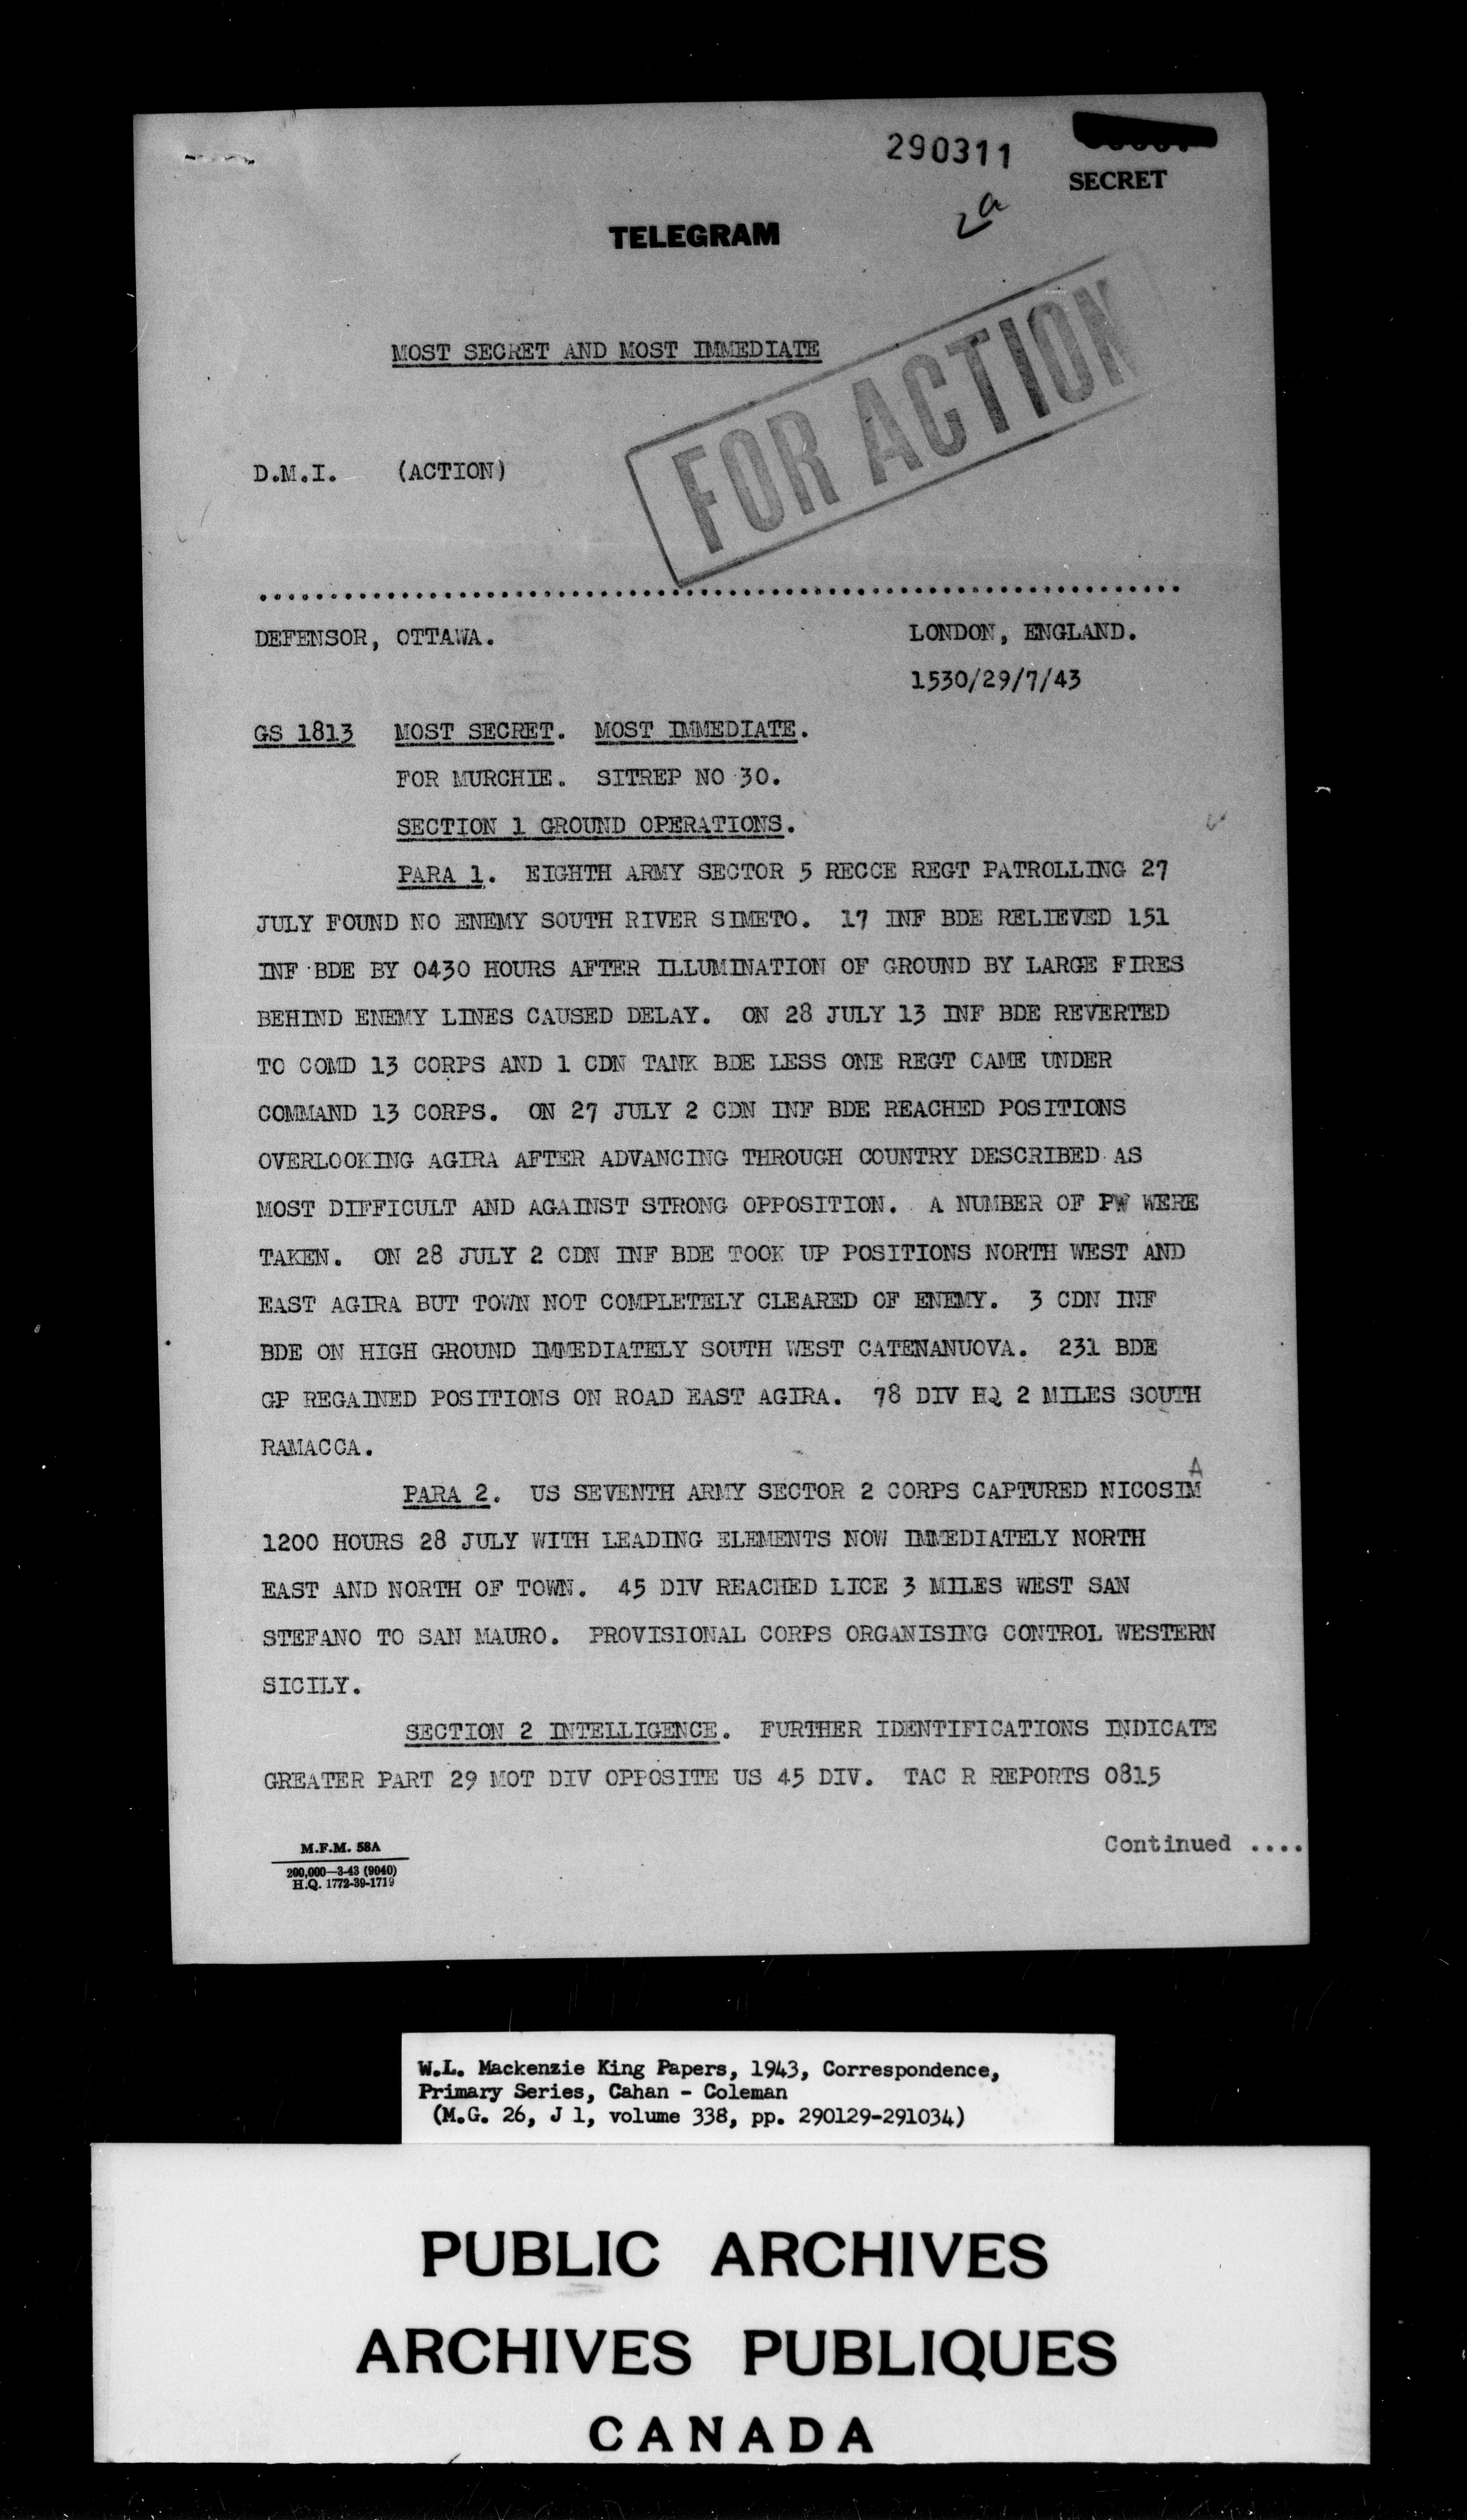 290311
SECRET
2a
TELEGRAM
MOST SECRET AND MOST IMMEDIATE
FOR ACTION
D.M.I. (ACTION)
DEFENSOR, OTTAWA. LONDON, ENGLAND.
1530/29/7/43
GS 1813 MOST SECRET. MOST IMMEDIATE.
FOR MURCHIE. SITREP NO 30.
SECTION 1 GROUND OPERATIONS.
PARA 1. EIGHTH ARMY SECTOR 5 RECCE REGT PATROLLING 27
JULY FOUND NO ENEMY SOUTH RIVER SIMETO. 17 INF BDE RELIEVED 151
INF BDE BY 0430 HOURS AFTER ILLUMINATION OF GROUND BY LARGE FIRES
BEHIND ENEMY LINES CAUSED DELAY. ON 28 JULY 13 INF BDE REVERTED
TO COMD 13 CORPS AND 1 CDN TANK BDE LESS ONE REGT CAME UNDER
COMMAND 13 CORPS. ON 27 JULY 2 CDN INF BDE REACHED POSITIONS
OVERLOOKING AGIRA AFTER ADVANCING THROUGH COUNTRY DESCRIBED AS
MOST DIFFICULT AND AGAINST STRONG OPPOSITION. A NUMBER OF PW WERE
TAKEN. ON 28 JULY 2 CDN INF BDE TOOK UP POSITIONS NORTH WEST AND
EAST AGIRA BUT TOWN NOT COMPLETELY CLEARED OF ENEMY. 3 CDN INF
BDE ON HIGH GROUND IMMEDIATELY SOUTH WEST CATENANUOVA. 231 BDE
GP REGAINED POSITIONS ON ROAD EAST AGIRA. 78 DIV HQ 2 MILES SOUTH
RAMACCA.
A
PARA 2. US SEVENTH ARMY SECTOR 2 CORPS CAPTURED NICOSIM
1200 HOURS 28 JULY WITH LEADING ELEMENTS NOW IMMEDIATELY NORTH
EAST AND NORTH OF TOWN. 45 DIV REACHED LICE 3 MILES WEST SAN
STEFANO TO SAN MAURO. PROVISIONAL CORPS ORGANISING CONTROL WESTERN
SICILY.
SECTION 2 INTELLIGENCE. FURTHER IDENTIFICATIONS INDICATE
GREATER PART 29 MOT DIV OPPOSITE US 45 DIV. TAC R REPORTS 0815
Continued ....
M.F.M. 58A
200,000—3-43 (9040)
H.Q. 1772-39-1719
W.L. Mackenzie King Papers, 1943, Correspondence,
Primary Series, Cahan - Coleman
(M.G. 26, J 1, volume 338, pp. 290129-291034)
PUBLIC ARCHIVES
ARCHIVES PUBLIQUES
CANADA